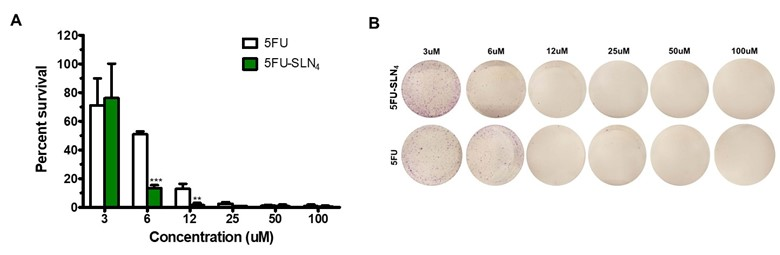 A
120
100
80
60
40
20
0
Percent survival
5FU
5FU-SLN4
***
**
3 6 12 25 50 100
Concentration (uM)
B
3uM 6uM 12uM 25uM 50uM 100uM
5FU-SLN4
5FU